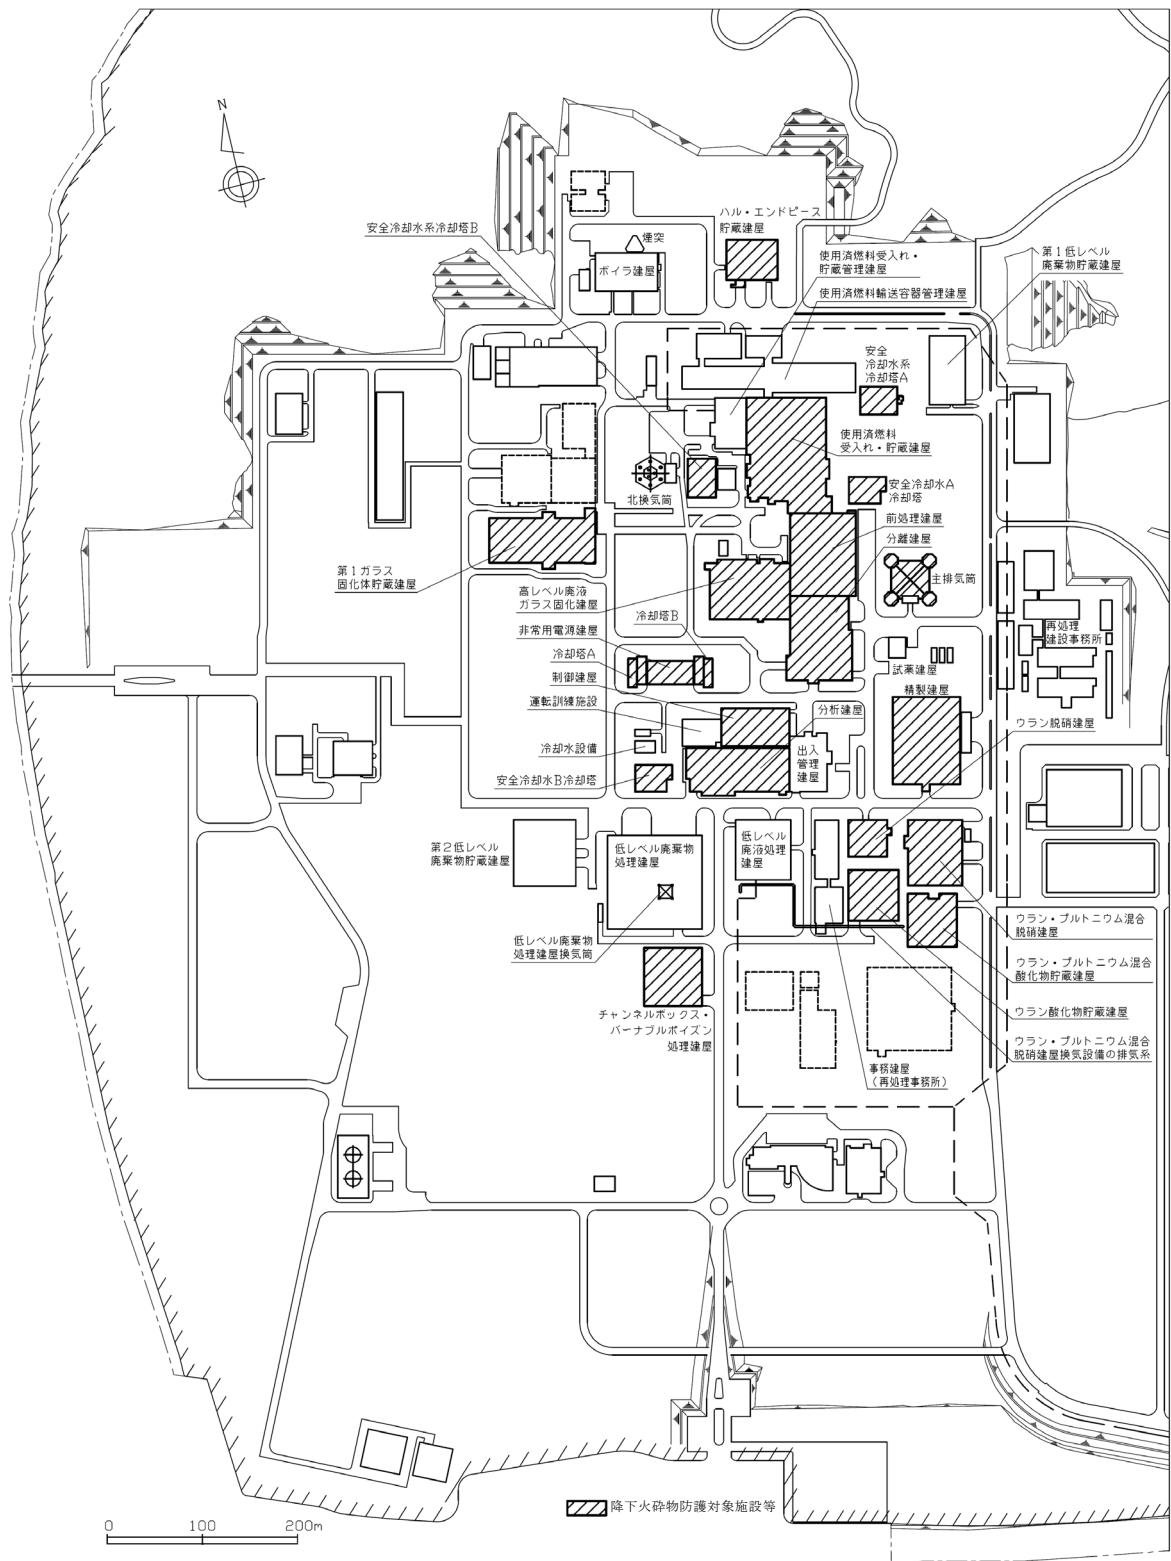 N
ハル・エンドピース
貯蔵建屋
安全冷却水系冷却塔B
煙突
ボイラ建屋
使用済燃料受入れ・
貯蔵管理建屋
第1低レベル
廃棄物貯蔵建屋
使用済燃料輸送容器管理建屋
安全
冷却水系
冷却塔A
使用済燃料
受入れ・貯蔵建屋
北換気筒
安全冷却水A
冷却塔
前処理建屋
分離建屋
第1ガラス
固化体貯蔵建屋
主排気筒
高レベル廃液
ガラス固化建屋
冷却塔B
非常用電源建屋
再処理
建設事務所
冷却塔A
試薬建屋
制御建屋
精製建屋
運転訓練施設
分析建屋
ウラン脱硝建屋
冷却水設備
出入
管理
建屋
安全冷却水B冷却塔
第2低レベル
廃棄物貯蔵建屋
低レベル廃棄物
処理建屋
低レベル
廃液処理
建屋
ウラン・プルトニウム混合
脱硝建屋
低レベル廃棄物
処理建屋換気筒
ウラン・プルトニウム混合
酸化物貯蔵建屋
チャンネルボックス・
バーナブルポイズン
処理建屋
ウラン酸化物貯蔵建屋
ウラン・プルトニウム混合
脱硝建屋換気設備の排気系
事務建屋
(再処理事務所)
降下火砕物防護対象施設等
0 100 200m